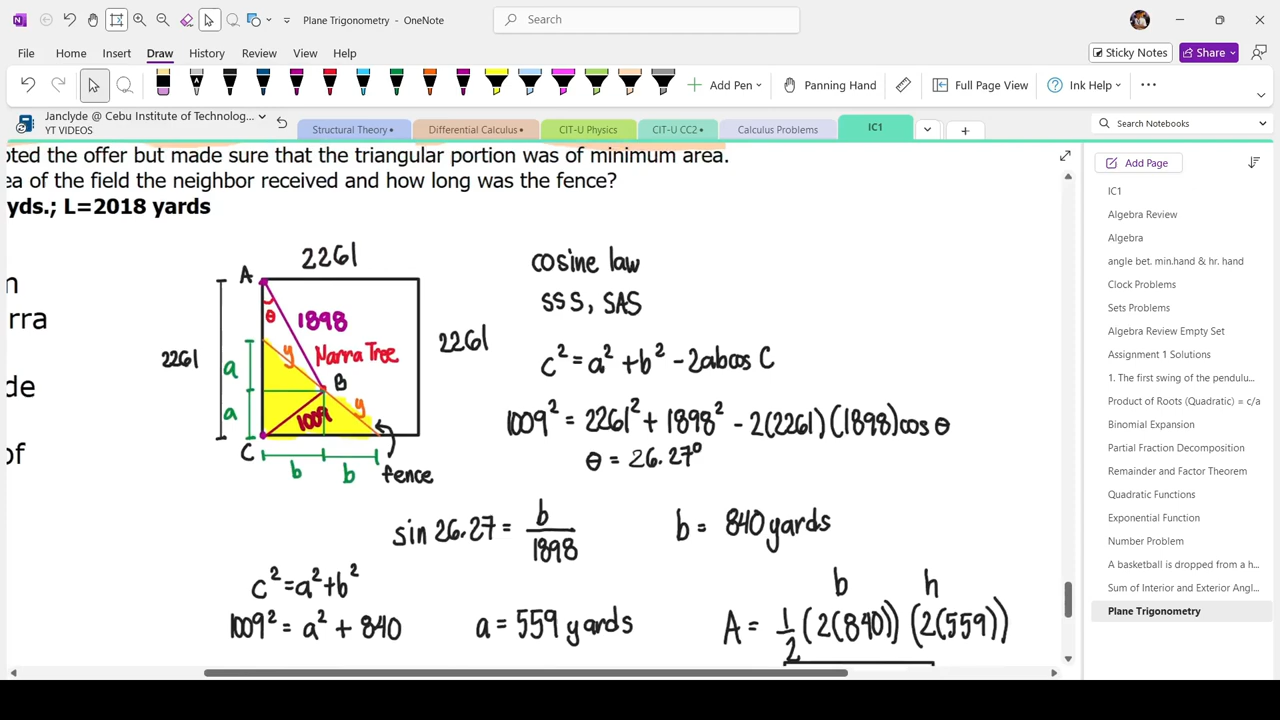 Plane Trigonometry - OneNote
Search
File Home Insert Draw History Review View Help
Sticky Notes Share
Add Pen Panning Hand Full Page View Ink Help
Janclyde @ Cebu Institute of Technolog...
YT VIDEOS
Structural Theory • Differential Calculus • CIT-U Physics CIT-U CC2 • Calculus Problems IC1
Search Notebooks
Add Page
IC1
Algebra Review
Algebra
angle bet. min.hand & hr. hand
Clock Problems
Sets Problems
Algebra Review Empty Set
Assignment 1 Solutions
1. The first swing of the pendulu...
Product of Roots (Quadratic) = c/a
Binomial Expansion
Partial Fraction Decomposition
Remainder and Factor Theorem
Quadratic Functions
Exponential Function
Number Problem
A basketball is dropped from a h...
Sum of Interior and Exterior Angl...
Plane Trigonometry
oted the offer but made sure that the triangular portion was of minimum area.
ea of the field the neighbor received and how long was the fence?
yds.; L=2018 yards
n
rra
de
of
2261
A
θ
1898
2261
2261
a
y
Narra Tree
B
a
1009
y
C
b
b
fence
cosine law
SSS, SAS
c² = a² + b² - 2abcos C
1009² = 2261² + 1898² - 2(2261)(1898)cos θ
θ = 26.27°
sin 26.27 = b/1898
b = 840 yards
c² = a² + b²
1009² = a² + 840
a = 559 yards
b h
A = 1/2 (2(840)) (2(559))